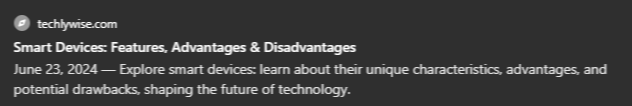 techlywise.com
Smart Devices: Features, Advantages & Disadvantages
June 23, 2024 — Explore smart devices: learn about their unique characteristics, advantages, and
potential drawbacks, shaping the future of technology.